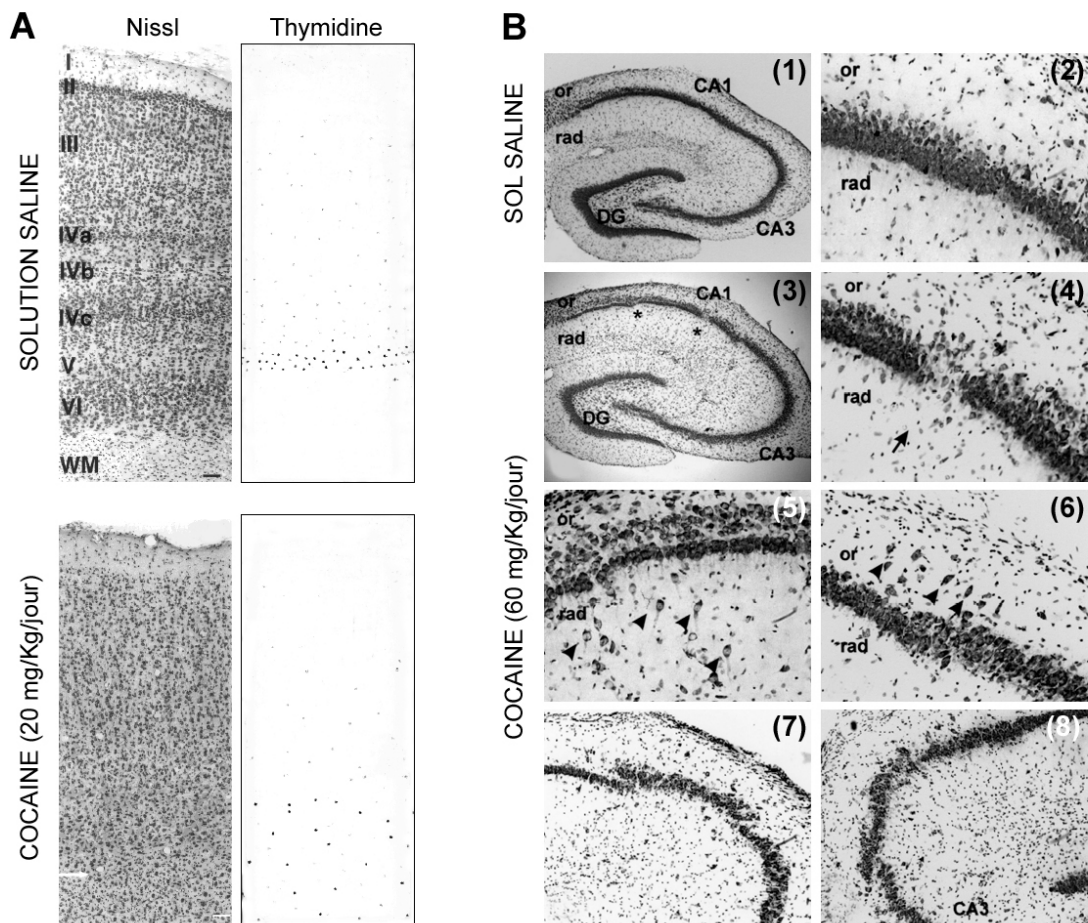 A
Nissl
Thymidine
SOLUTION SALINE
I
II
III
IVa
IVb
IVc
V
VI
WM
COCAINE (20 mg/Kg/jour)
B
SOL SALINE
(1)
or
CA1
rad
DG
CA3
(2)
or
rad
COCAINE (60 mg/Kg/jour)
(3)
or
CA1
*
*
rad
DG
CA3
(4)
or
rad
(5)
or
rad
(6)
or
rad
(7)
(8)
CA3